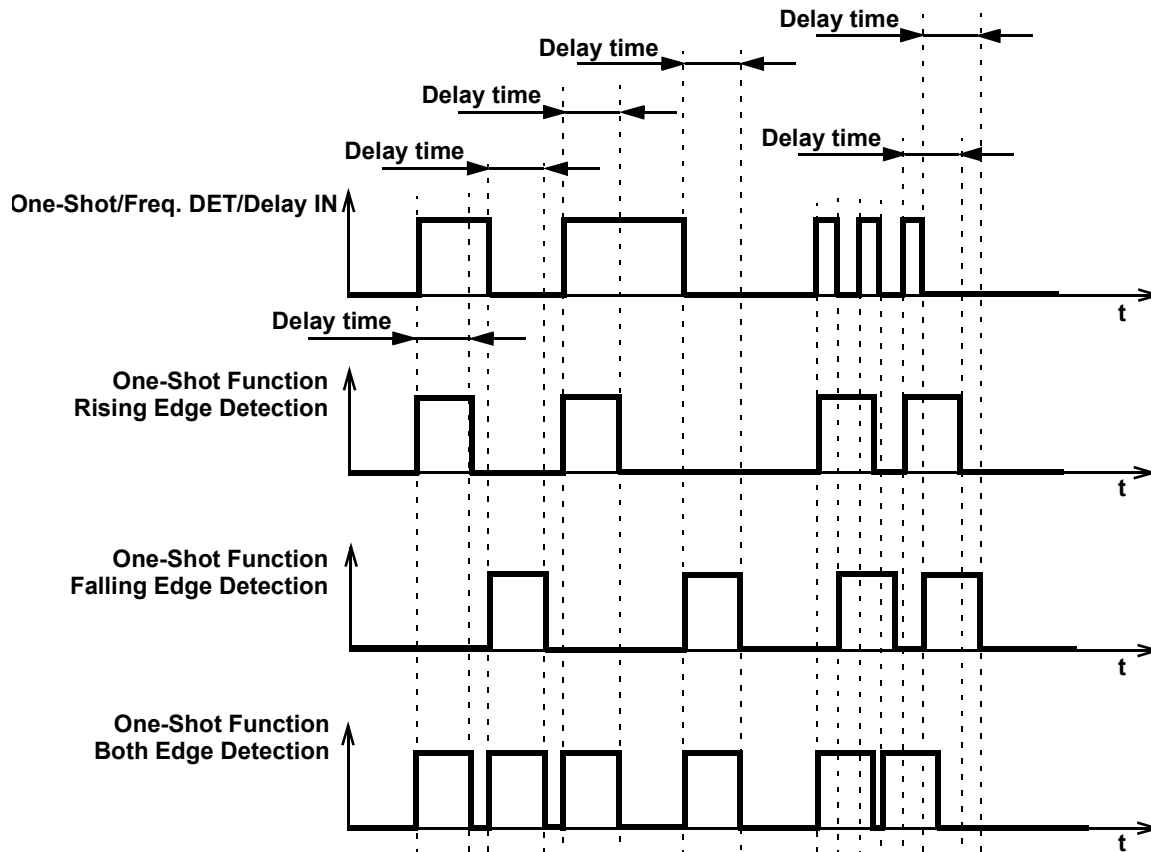 Delay time
Delay time
Delay time
Delay time
Delay time
One-Shot/Freq. DET/Delay IN
t
Delay time
One-Shot Function
Rising Edge Detection
t
One-Shot Function
Falling Edge Detection
t
One-Shot Function
Both Edge Detection
t